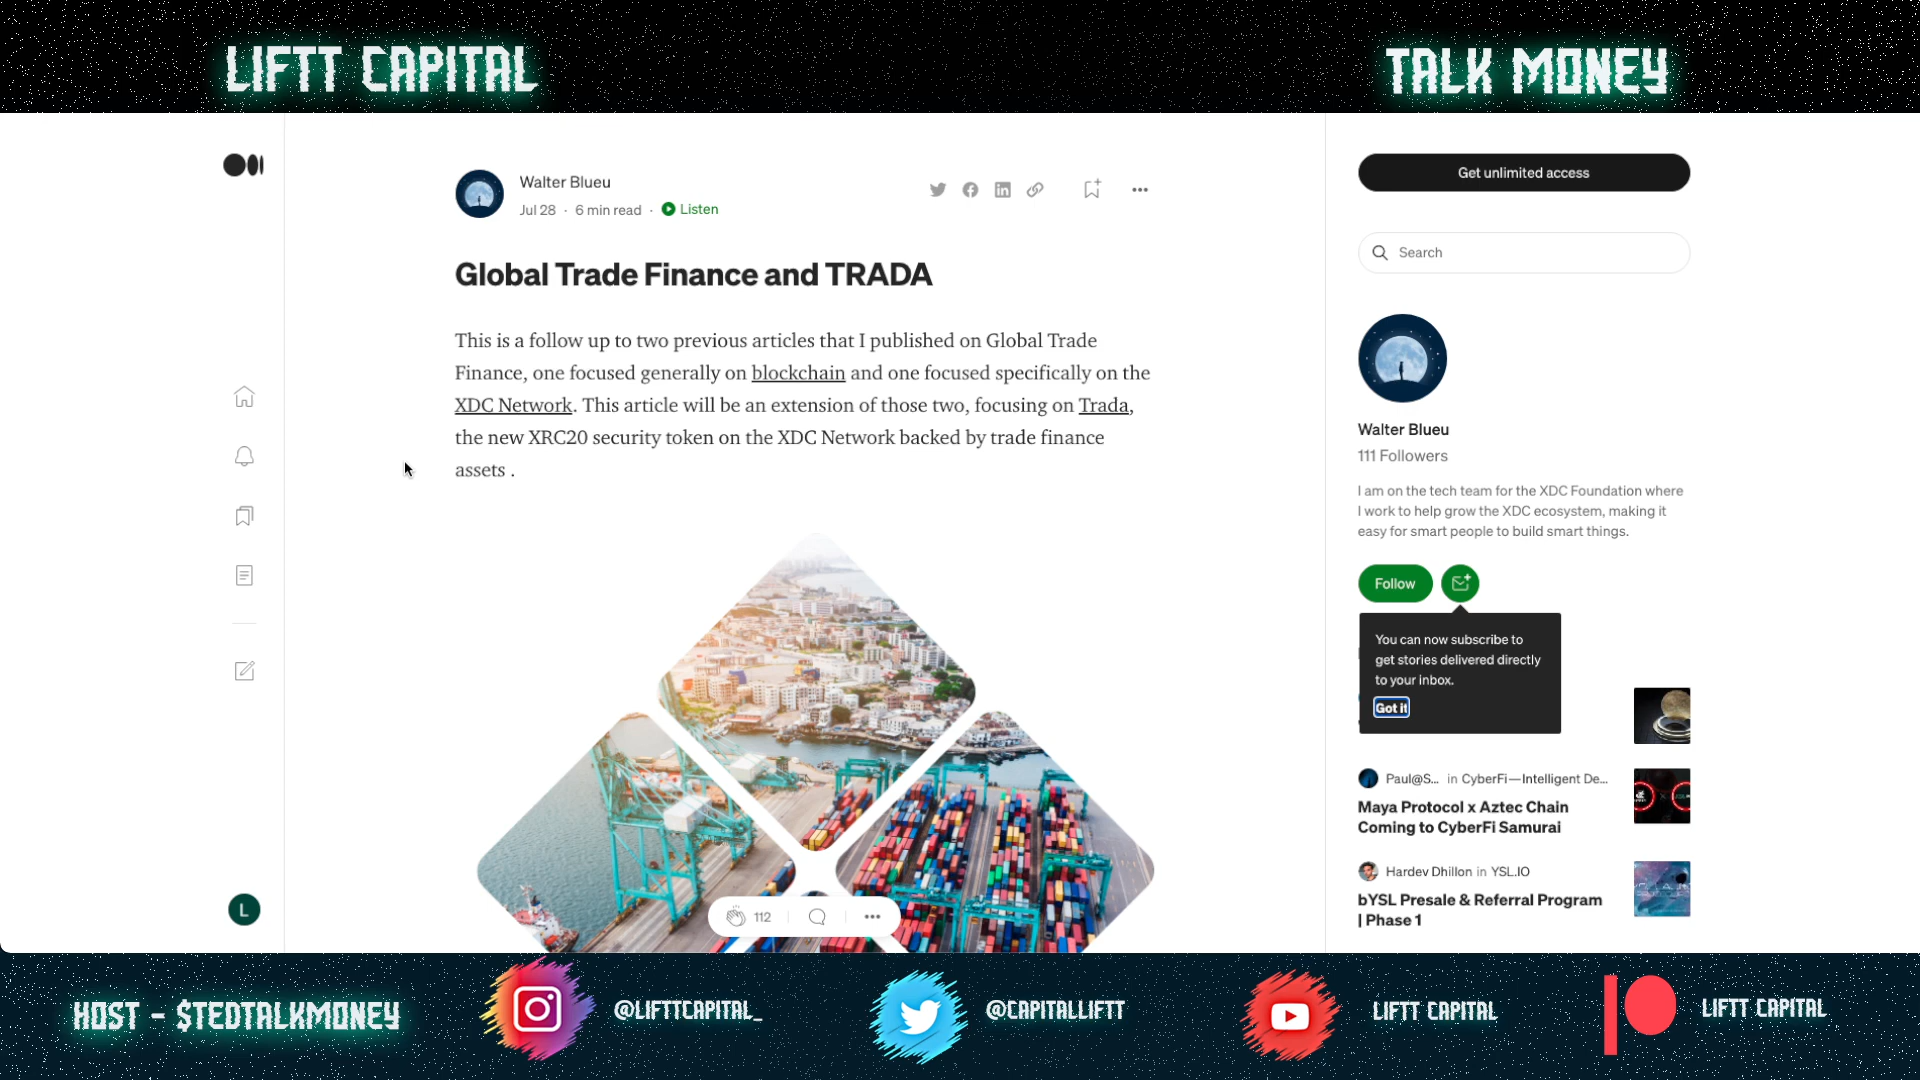 LIFTT CAPITAL
TALK MONEY
Walter Blueu
Jul 28 · 6 min read · Listen
Global Trade Finance and TRADA
This is a follow up to two previous articles that I published on Global Trade
Finance, one focused generally on blockchain and one focused specifically on the
XDC Network. This article will be an extension of those two, focusing on Trada,
the new XRC20 security token on the XDC Network backed by trade finance
assets .
112
L
Get unlimited access
Search
Walter Blueu
111 Followers
I am on the tech team for the XDC Foundation where
I work to help grow the XDC ecosystem, making it
easy for smart people to build smart things.
Follow
You can now subscribe to
get stories delivered directly
to your inbox.
Got it
Paul@S... in CyberFi—Intelligent De...
Maya Protocol x Aztec Chain
Coming to CyberFi Samurai
Hardev Dhillon in YSL.IO
bYSL Presale & Referral Program
| Phase 1
HOST - $TEDTALKMONEY
@LIFTTCAPITAL_
@CAPITALLIFTT
LIFTT CAPITAL
LIFTT CAPITAL